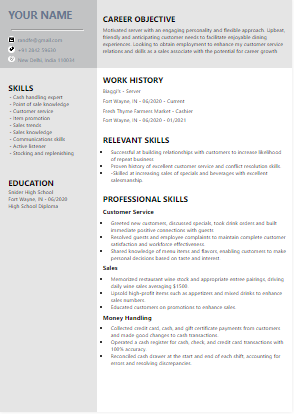 YOUR NAME
needle@gmail.com
New Delhi, India 110034
SKILLS
- Cash handling expert
- Point of sale knowledge
- Customer service
- Item promotion
- Sales trends
- Sales knowledge
- Communications skills
- Active listener
- Stocking and replenishing
EDUCATION
Snider High School
Fort Wayne, IN - 06/2020
High School Diploma
CAREER OBJECTIVE
Motivated server with an engaging personality and flexible approach. Upbeat,
friendly and anticipating customer needs to facilitate enjoyable dining
experiences. Looking to obtain employment to enhance my customer service
relations and skills as a sales associate with the potential for career growth
WORK HISTORY
Biaggi's - Server
Fort Wayne, IN - 06/2020 - Current
Fresh Thyme Farmers Market - Cashier
Fort Wayne, IN - 06/2020 - 01/2021
RELEVANT SKILLS
Successful at building relationships with customers to increase likelihood
of repeat business
Proven history of excellent customer service and conflict resolution skills.
-Skilled at increasing sales of specials and beverages with excellent
salesmanship.
PROFESSIONAL SKILLS
Customer Service
Greeted new customers, discussed specials, took drink orders and built
immediate positive connections with guests
Resolved guests and employee complaints to maintain complete customer
satisfaction and workforce effectiveness
Shared knowledge of menu items and flavors, enabling customers to make
personal decisions based on taste and interest
Sales
Memorized restaurant wine stock and appropriate entree pairings, driving
daily wine sales averaging $1500
Upsold high-profit items such as appetizers and mixed drinks to enhance
sales numbers
Educated customers on promotions to enhance sales
Money Handling
Collected credit card, cash, and gift certificate payments from customers
and made good changes to cash transactions
Operated a cash register for cash, check, and credit card transactions with
100% accuracy
Reconciled cash drawer at the start and end of each shift, accounting for
errors and resolving discrepancies